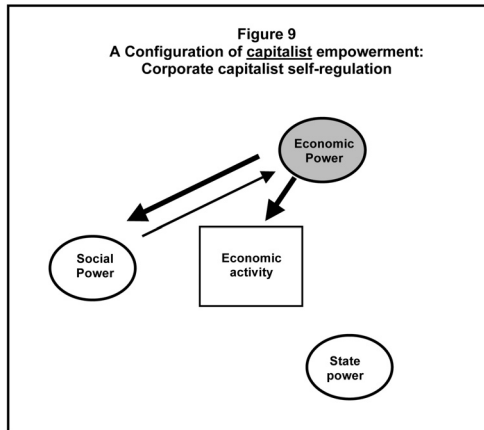 Figure 9
A Configuration of capitalist empowerment:
Corporate capitalist self-regulation
Economic
Power
Social
Power
Economic
activity
State
power